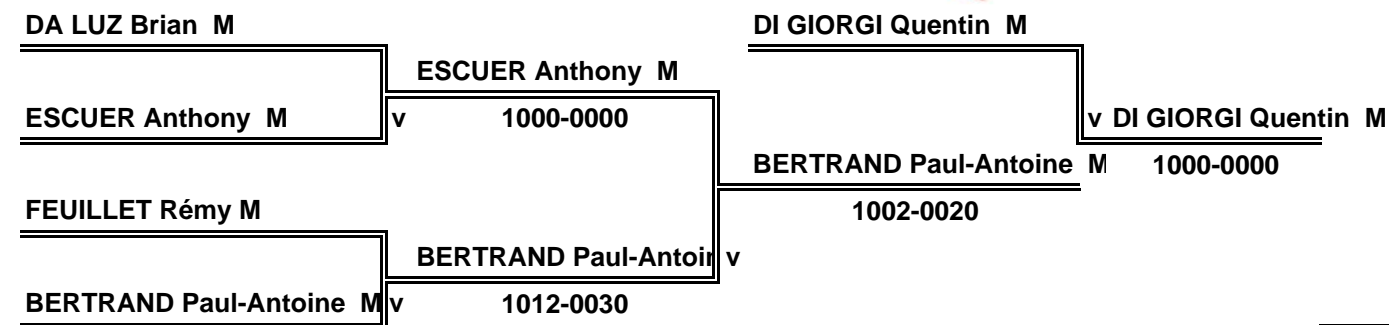 DA LUZ Brian M
DI GIORGI Quentin M
ESCUER Anthony M
ESCUER Anthony M
v
1000-0000
v DI GIORGI Quentin M
BERTRAND Paul-Antoine M
1000-0000
FEUILLET Rémy M
1002-0020
BERTRAND Paul-Antoin v
BERTRAND Paul-Antoine M v
1012-0030